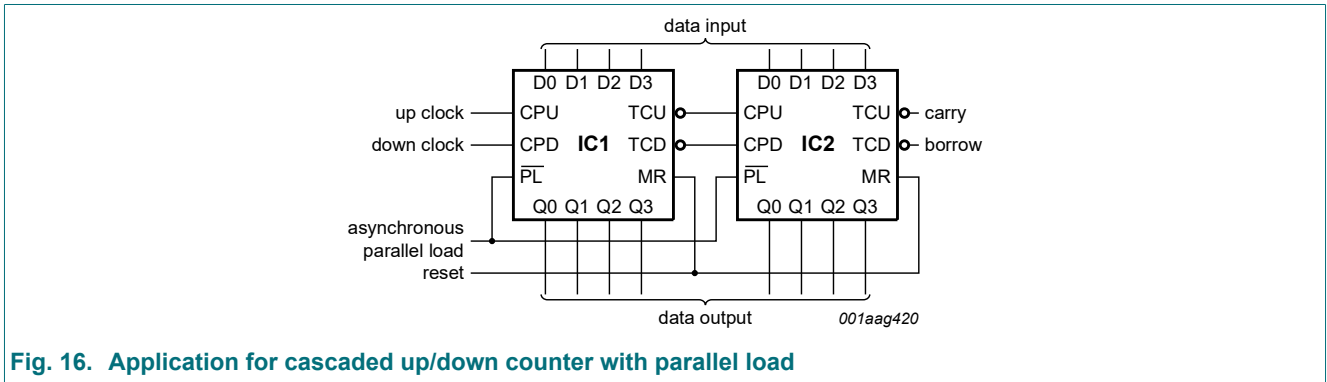 data input
D0 D1 D2 D3 D0 D1 D2 D3
up clock CPU TCU CPU TCU carry
down clock CPD IC1 TCD CPD IC2 TCD borrow
PL MR PL MR
Q0 Q1 Q2 Q3 Q0 Q1 Q2 Q3
asynchronous
parallel load
reset
data output 001aag420
Fig. 16. Application for cascaded up/down counter with parallel load